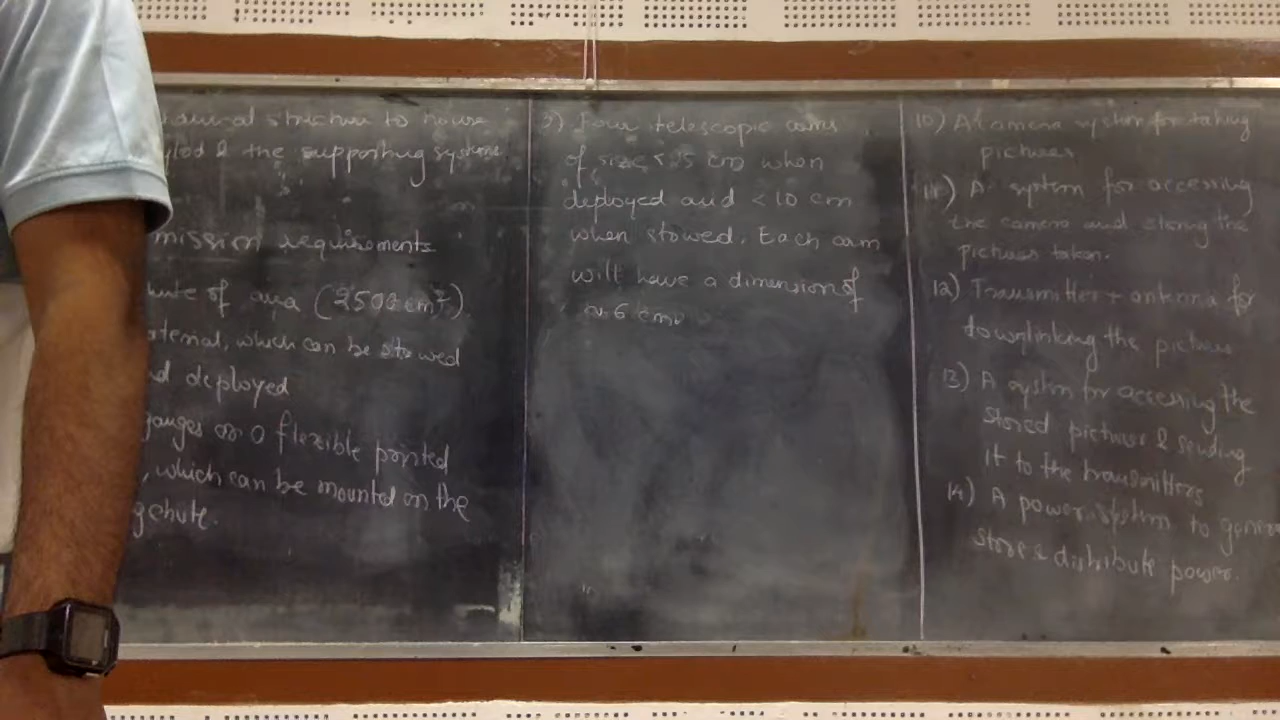 structure to house
& the supporting systems
mission requirements
of area (2500 cm²)
material, which can be stowed
deployed
gauges on flexible printed
, which can be mounted on the
chute.
Four telescopic arms
of size < 25 cm when
deployed and < 10 cm
when stowed. Each arm
will have a dimension of
~ 6 cm
10) A Camera system for taking
pictures
11) A system for accessing
the camera and storing the
pictures taken.
12) Transmitter + antenna for
downlinking the pictures
13) A system for accessing the
stored pictures & sending
it to the transmitters
14) A power system to gener
store & distribute power.